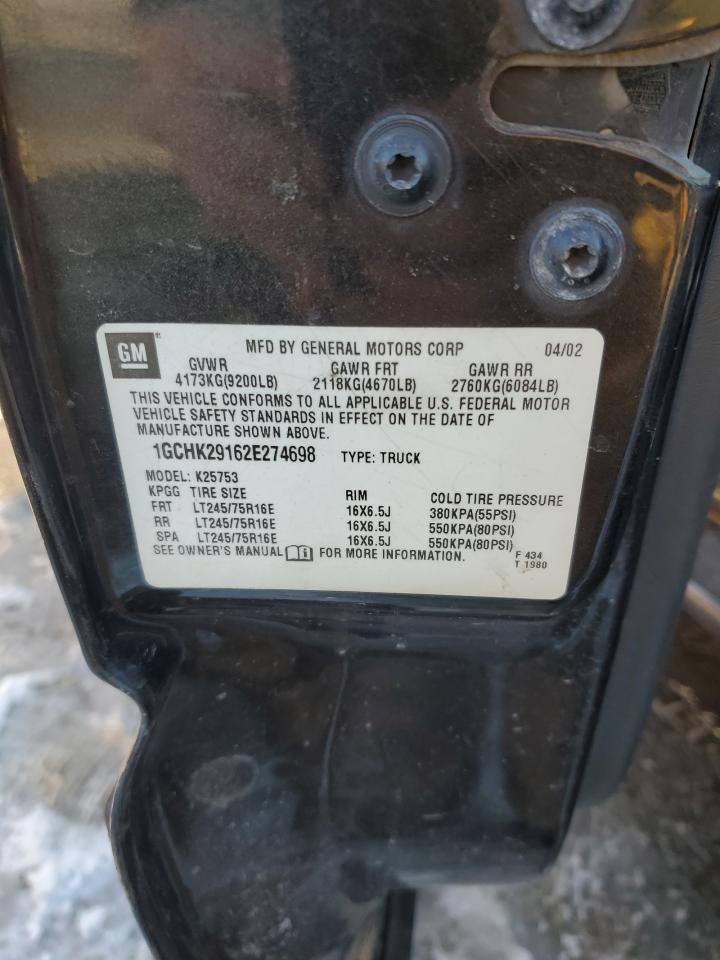 GM ® MFD BY GENERAL MOTORS CORP 04/02
GVWR GAWR FRT GAWR RR
4173KG(9200LB) 2118KG(4670LB) 2760KG(6084LB)
THIS VEHICLE CONFORMS TO ALL APPLICABLE U.S. FEDERAL MOTOR
VEHICLE SAFETY STANDARDS IN EFFECT ON THE DATE OF
MANUFACTURE SHOWN ABOVE.
1GCHK29162E274698 TYPE: TRUCK
MODEL: K25753
KPGG TIRE SIZE RIM COLD TIRE PRESSURE
FRT LT245/75R16E 16X6.5J 380KPA(55PSI)
RR LT245/75R16E 16X6.5J 550KPA(80PSI)
SPA LT245/75R16E 16X6.5J 550KPA(80PSI)
SEE OWNER'S MANUAL FOR MORE INFORMATION. F 434
T 1980